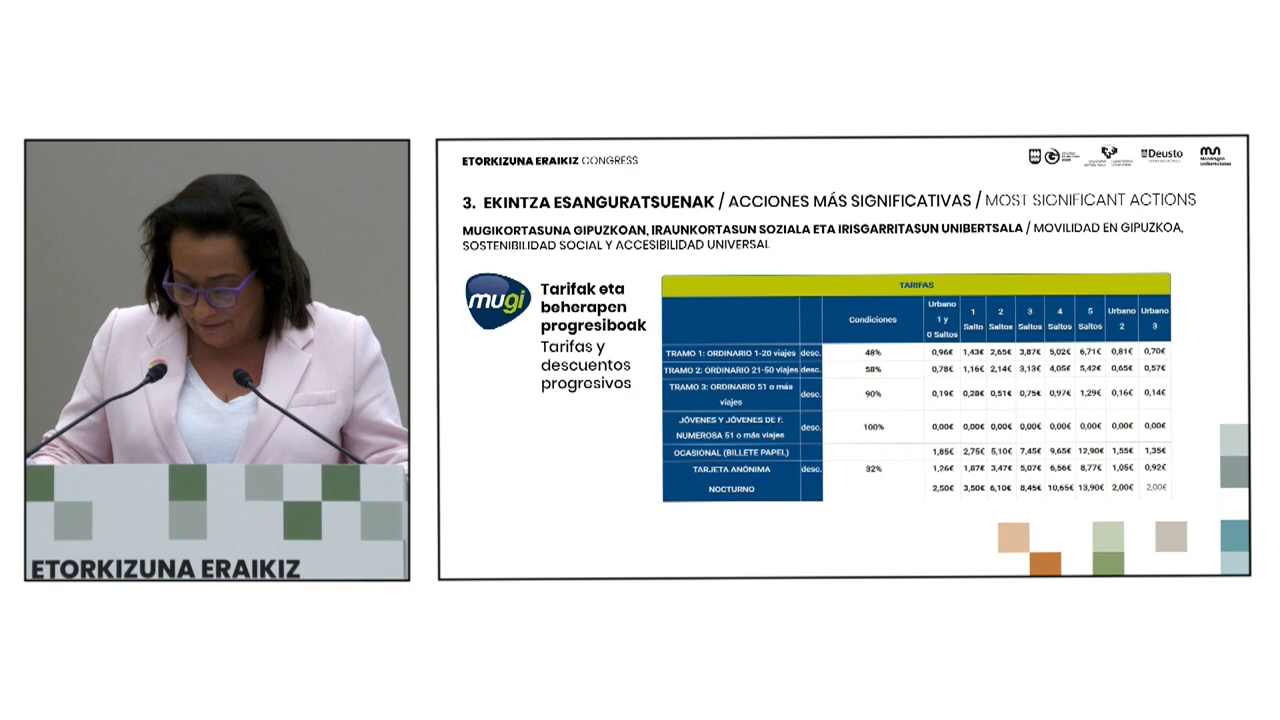 ETORKIZUNA ERAIKIZ
ETORKIZUNA ERAIKIZ CONGRESS
Deusto
Mondragon
Unibertsitatea
3. EKINTZA ESANGURATSUENAK / ACCIONES MÁS SIGNIFICATIVAS / MOST SIGNIFICANT ACTIONS
MUGIKORTASUNA GIPUZKOAN, IRAUNKORTASUN SOZIALA ETA IRISGARRITASUN UNIBERTSALA / MOVILIDAD EN GIPUZKOA,
SOSTENIBILIDAD SOCIAL Y ACCESIBILIDAD UNIVERSAL
mugi
Tarifak eta
beherapen
progresiboak
Tarifas y
descuentos
progresivos
TARIFAS
Condiciones Urbano 1 y 0 Saltos 1 Salto 2 Saltos 3 Saltos 4 Saltos 5 Saltos Urbano 2 Urbano 3
TRAMO 1: ORDINARIO 1-20 viajes desc. 48% 0,96€ 1,43€ 2,65€ 3,87€ 5,02€ 6,71€ 0,81€ 0,70€
TRAMO 2: ORDINARIO 21-50 viajes desc. 58% 0,78€ 1,16€ 2,14€ 3,13€ 4,05€ 5,42€ 0,65€ 0,57€
TRAMO 3: ORDINARIO 51 o más viajes desc. 90% 0,19€ 0,28€ 0,51€ 0,75€ 0,97€ 1,29€ 0,16€ 0,14€
JÓVENES Y JÓVENES DE F. NUMEROSA 51 o más viajes desc. 100% 0,00€ 0,00€ 0,00€ 0,00€ 0,00€ 0,00€ 0,00€ 0,00€
OCASIONAL (BILLETE PAPEL) 1,85€ 2,75€ 5,10€ 7,45€ 9,65€ 12,90€ 1,55€ 1,35€
TARJETA ANÓNIMA desc. 32% 1,26€ 1,87€ 3,47€ 5,07€ 6,56€ 8,77€ 1,05€ 0,92€
NOCTURNO 2,50€ 3,50€ 6,10€ 8,45€ 10,65€ 13,90€ 2,00€ 2,00€